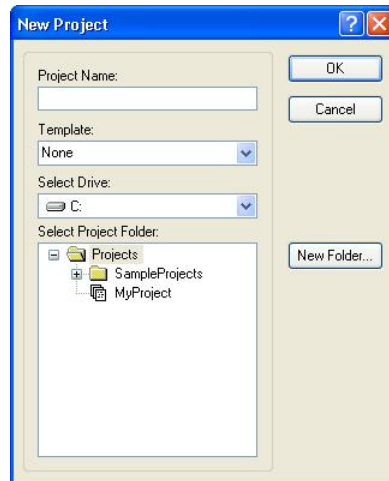 New Project
Project Name:
OK
Cancel
Template:
None
Select Drive:
C:
Select Project Folder:
Projects
SampleProjects
MyProject
New Folder...